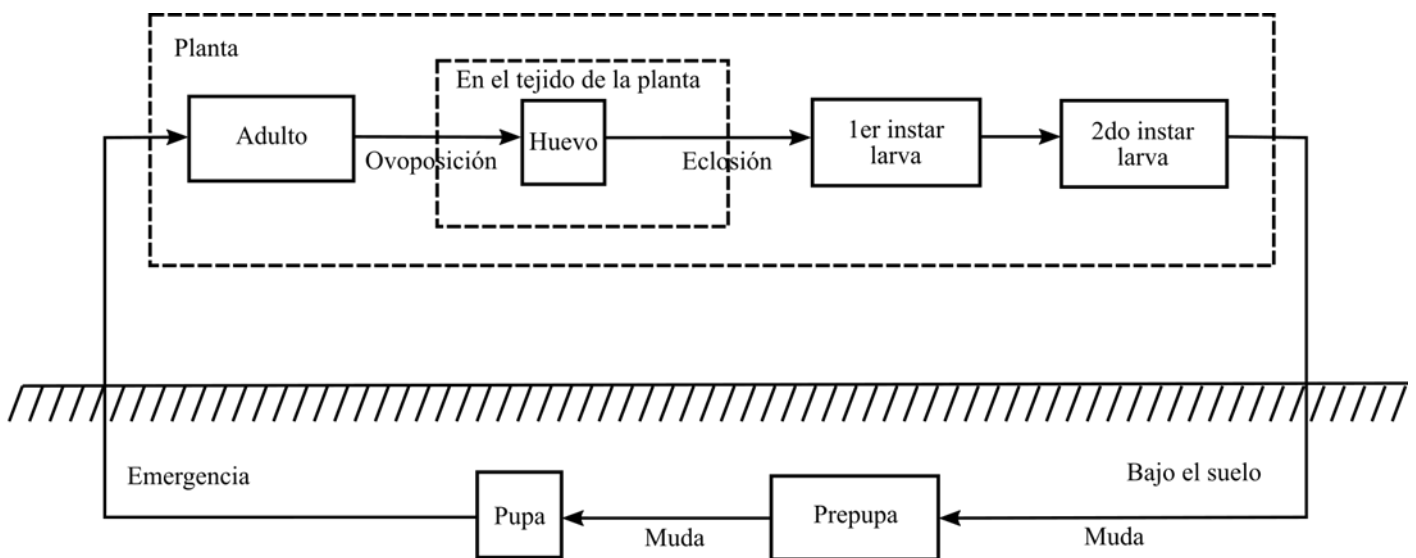 Planta
En el tejido de la planta
Adulto
Ovoposición
Huevo
Eclosión
1er instar
larva
2do instar
larva
Emergencia
Bajo el suelo
Pupa
Muda
Prepupa
Muda